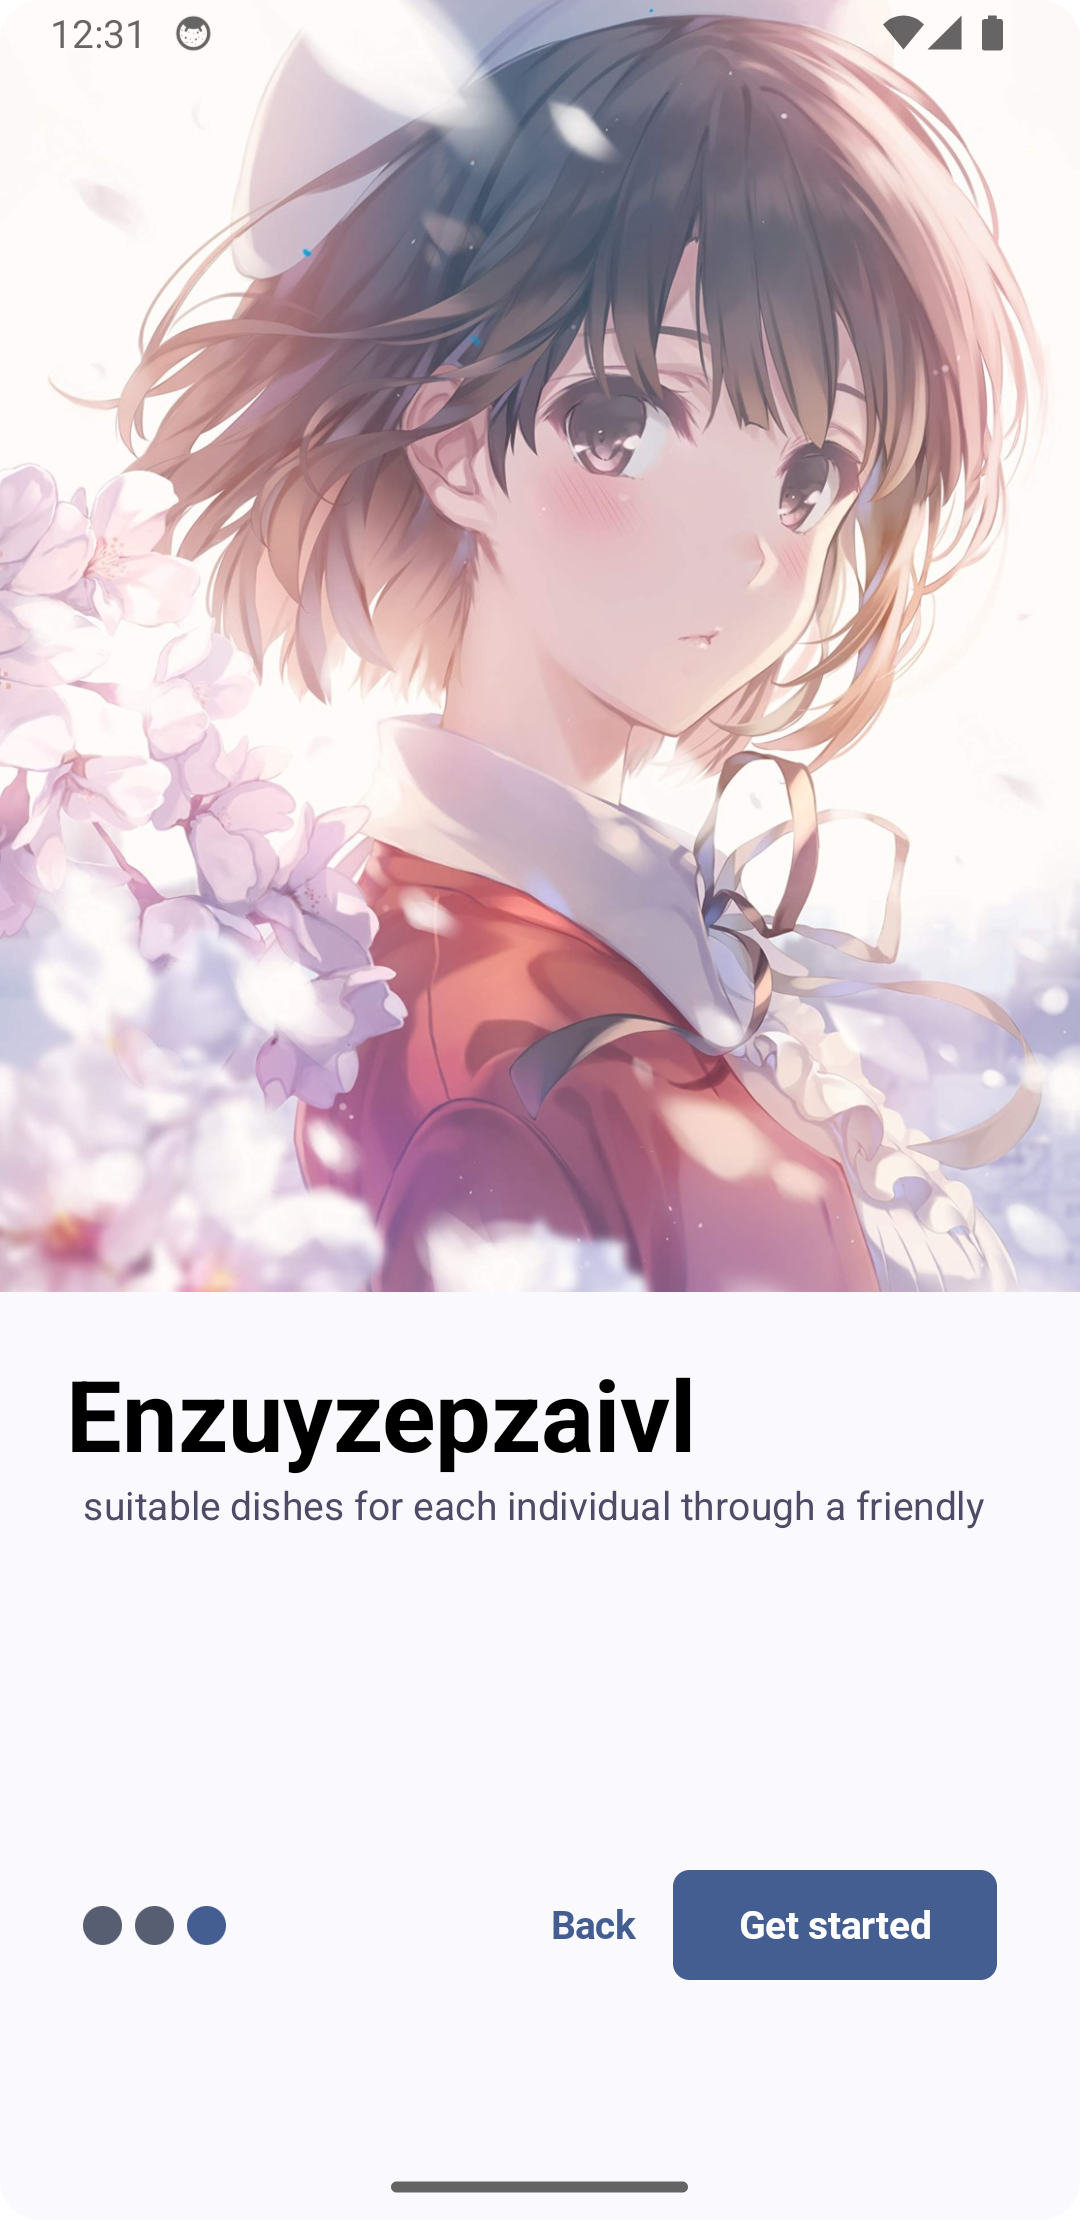 12:31
Enzuyzepzaivl
suitable dishes for each individual through a friendly
Back
Get started